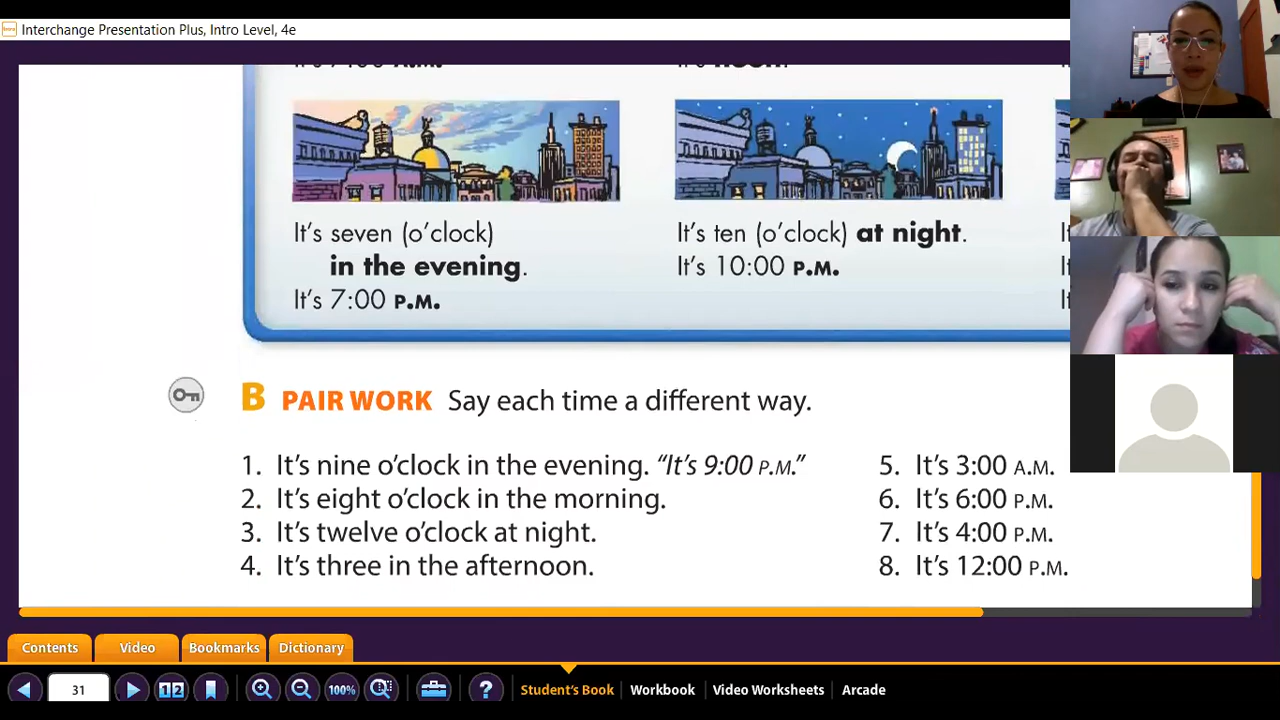 Interchange Presentation Plus, Intro Level, 4e
It's seven (o'clock)
in the evening.
It's 7:00 P.M.
It's ten (o'clock) at night.
It's 10:00 P.M.
B PAIR WORK Say each time a different way.
1. It's nine o'clock in the evening. "It's 9:00 P.M."
2. It's eight o'clock in the morning.
3. It's twelve o'clock at night.
4. It's three in the afternoon.
5. It's 3:00 A.M.
6. It's 6:00 P.M.
7. It's 4:00 P.M.
8. It's 12:00 P.M.
Contents Video Bookmarks Dictionary
31 12 100% ? Student's Book Workbook Video Worksheets Arcade